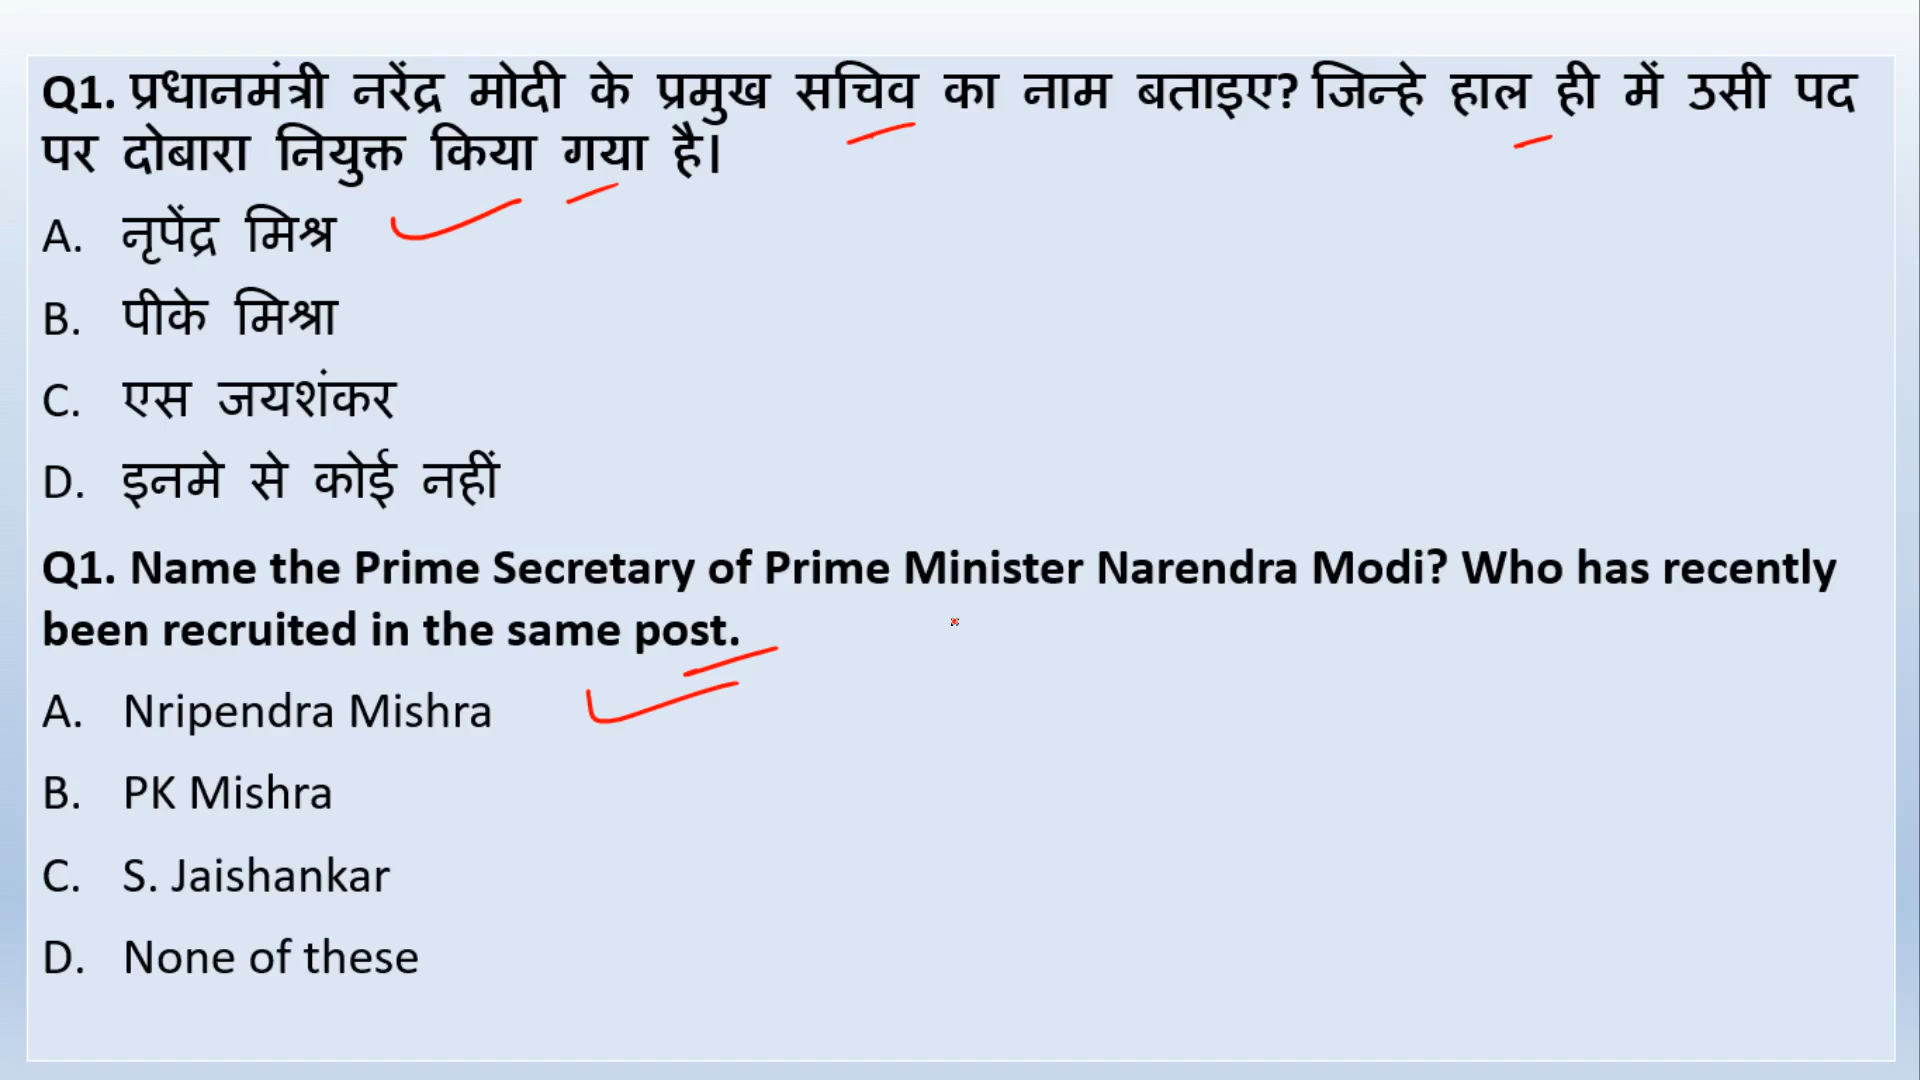 Q1. प्रधानमंत्री नरेंद्र मोदी के प्रमुख सचिव का नाम बताइए? जिन्हे हाल ही में उसी पद
पर दोबारा नियुक्त किया गया है।
A. नृपेंद्र मिश्र
B. पीके मिश्रा
C. एस जयशंकर
D. इनमे से कोई नहीं
Q1. Name the Prime Secretary of Prime Minister Narendra Modi? Who has recently
been recruited in the same post.
A. Nripendra Mishra
B. PK Mishra
C. S. Jaishankar
D. None of these